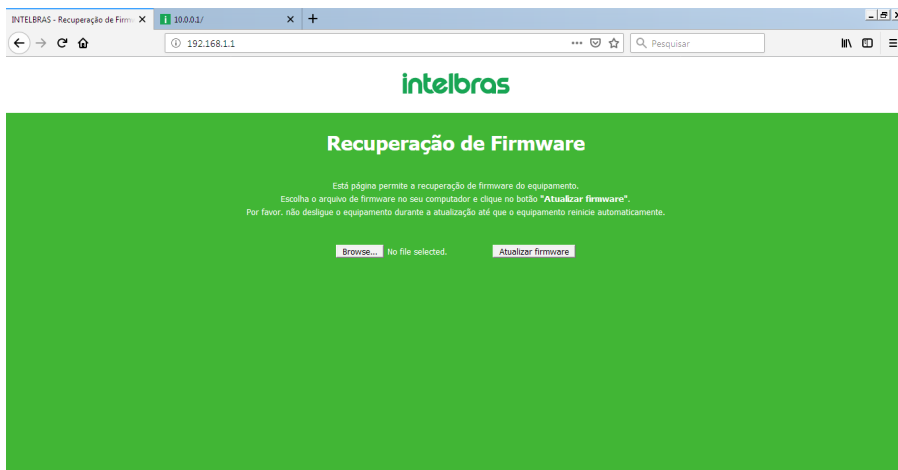 INTELBRAS - Recuperação de Firm
10.0.0.1/
192.168.1.1
Pesquisar
intelbras
Recuperação de Firmware
Está página permite a recuperação de firmware do equipamento.
Escolha o arquivo de firmware no seu computador e clique no botão "Atualizar firmware".
Por favor. não desligue o equipamento durante a atualização até que o equipamento reinicie automaticamente.
Browse... No file selected. Atualizar firmware